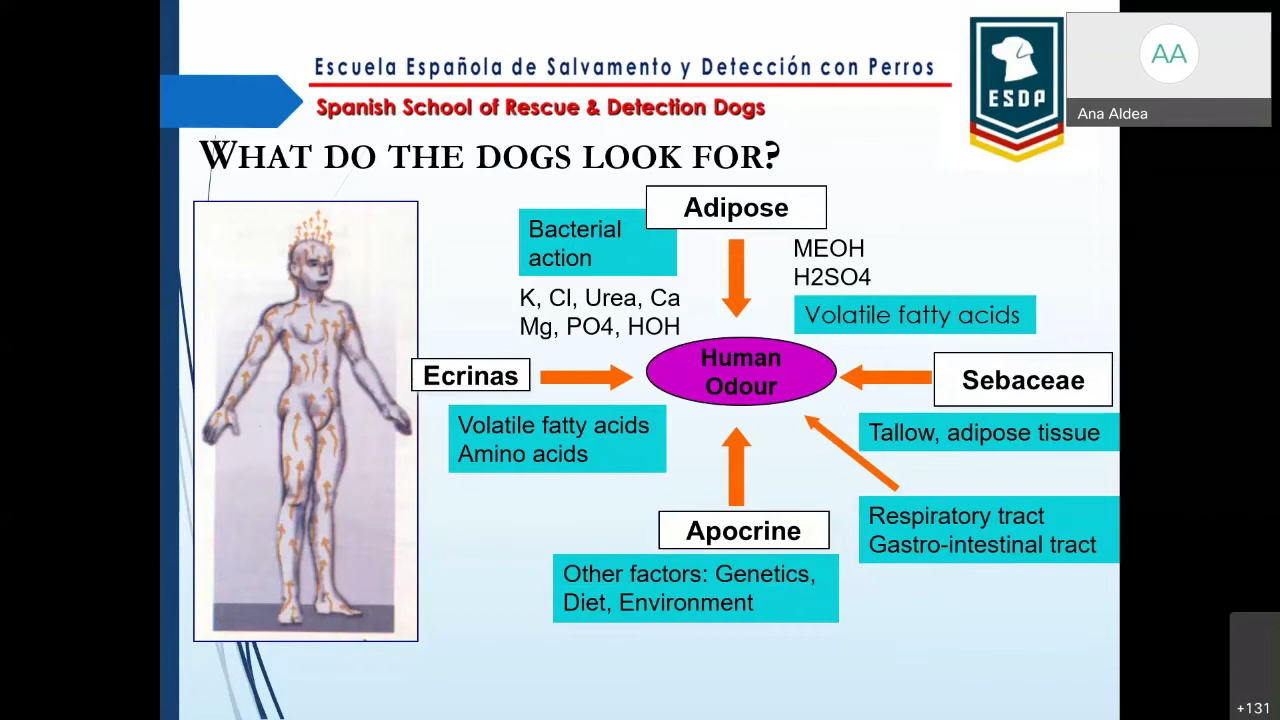 Escuela Española de Salvamento y Detección con Perros
Spanish School of Rescue & Detection Dogs
ESDP
AA
Ana Aldea
WHAT DO THE DOGS LOOK FOR?
Adipose
Bacterial
action
MEOH
H2SO4
K, Cl, Urea, Ca
Mg, PO4, HOH
Volatile fatty acids
Human
Odour
Ecrinas
Sebaceae
Volatile fatty acids
Amino acids
Tallow, adipose tissue
Respiratory tract
Gastro-intestinal tract
Apocrine
Other factors: Genetics,
Diet, Environment
+131